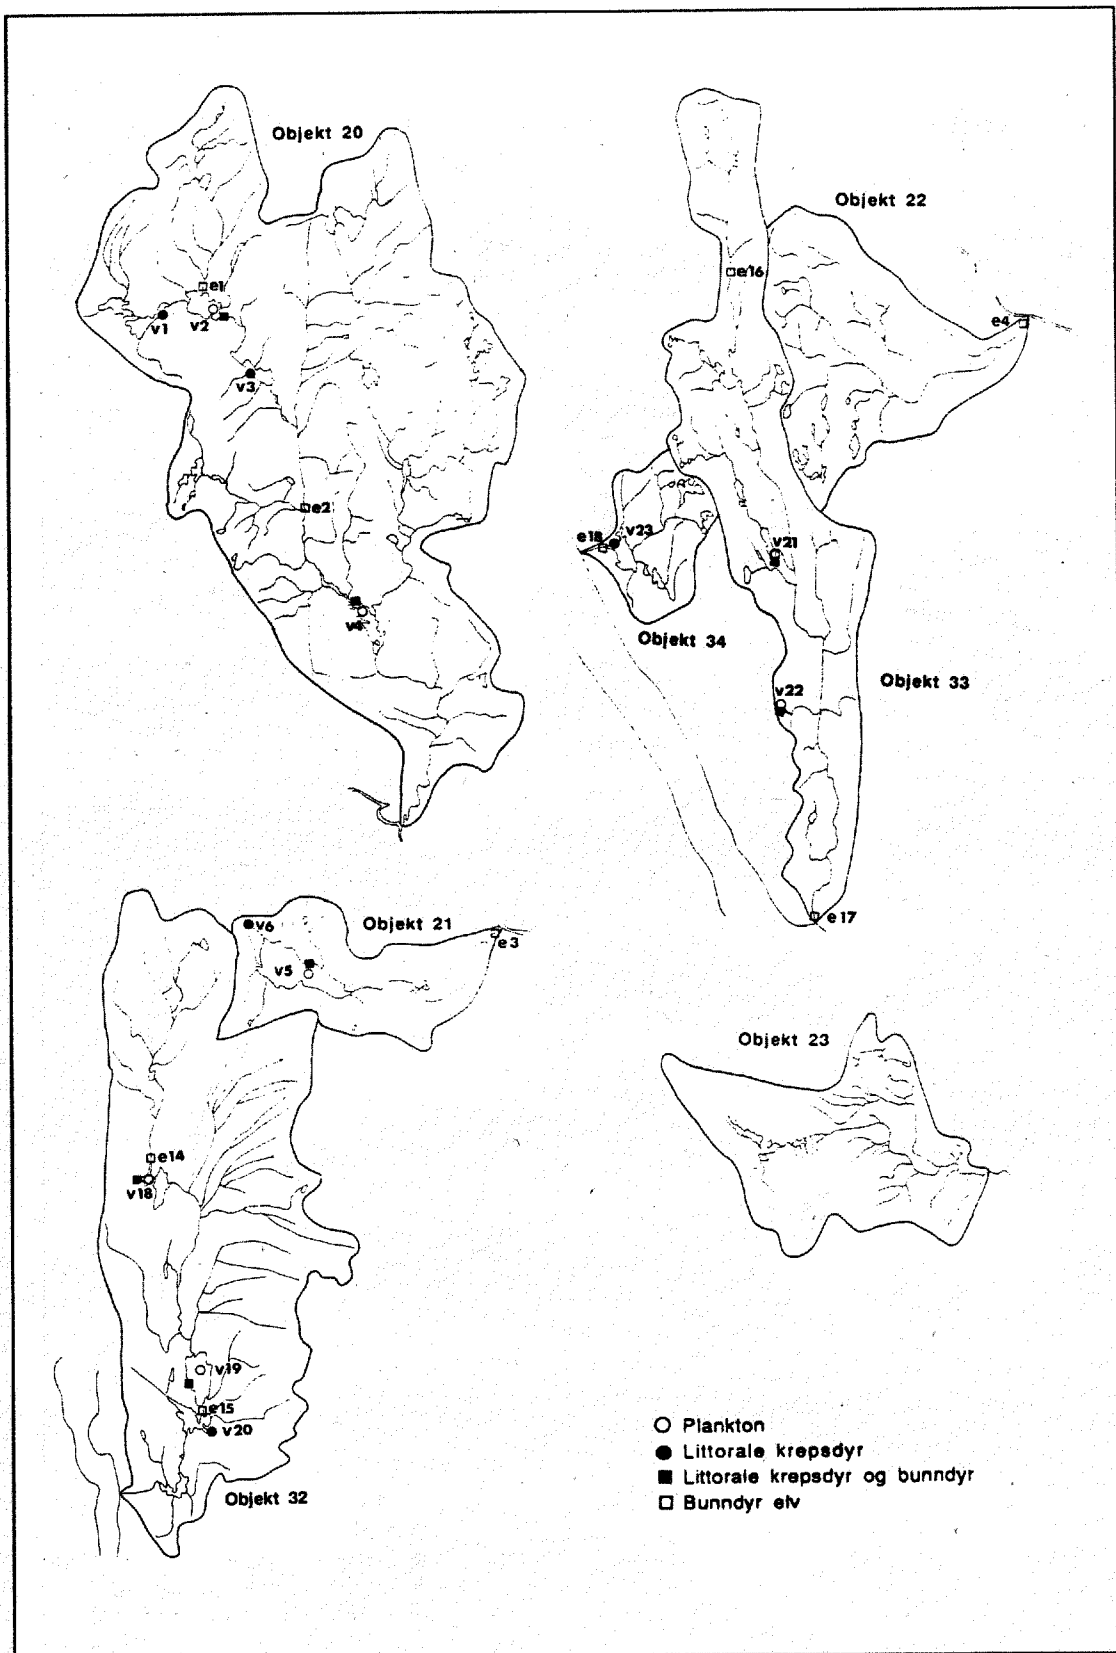 Objekt 20
e1
v1
v2
v3
e2
v4
Objekt 22
e16
e4
v23
e18
v21
Objekt 34
Objekt 33
v22
e17
Objekt 21
v6
e3
v5
Objekt 23
e14
v18
v19
e15
v20
Objekt 32
Plankton
Littorale krepsdyr
Littorale krepsdyr og bunndyr
Bunndyr elv